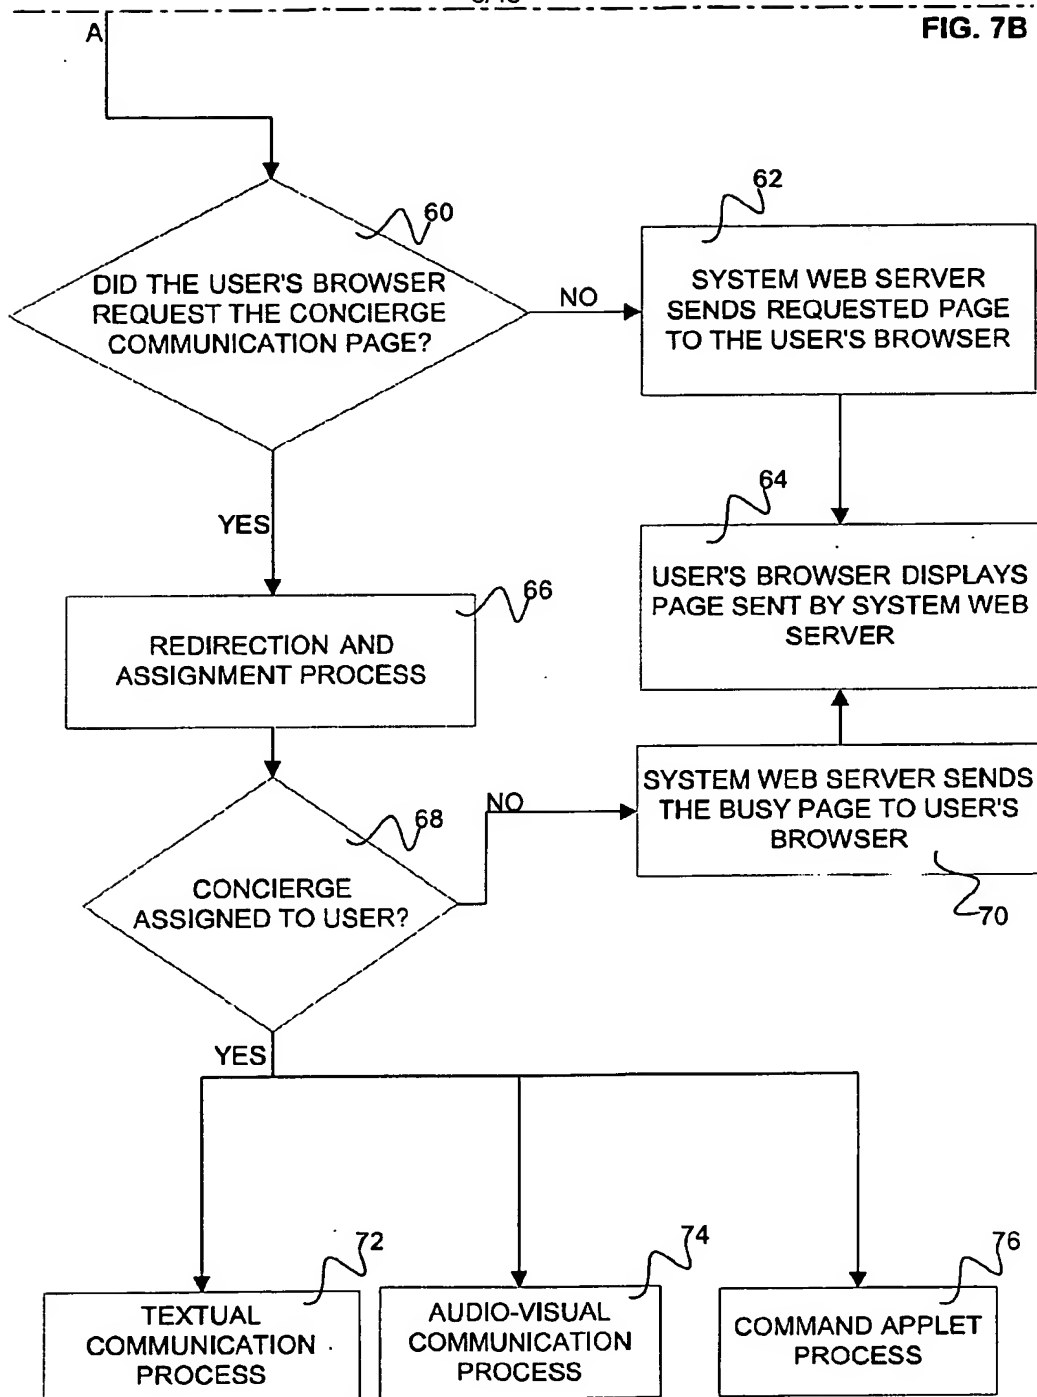 A
FIG. 7B
60
DID THE USER'S BROWSER
REQUEST THE CONCIERGE
COMMUNICATION PAGE?
NO
62
SYSTEM WEB SERVER
SENDS REQUESTED PAGE
TO THE USER'S BROWSER
YES
64
USER'S BROWSER DISPLAYS
PAGE SENT BY SYSTEM WEB
SERVER
66
REDIRECTION AND
ASSIGNMENT PROCESS
68
CONCIERGE
ASSIGNED TO USER?
NO
SYSTEM WEB SERVER SENDS
THE BUSY PAGE TO USER'S
BROWSER
70
YES
72
TEXTUAL
COMMUNICATION
PROCESS
74
AUDIO-VISUAL
COMMUNICATION
PROCESS
76
COMMAND APPLET
PROCESS